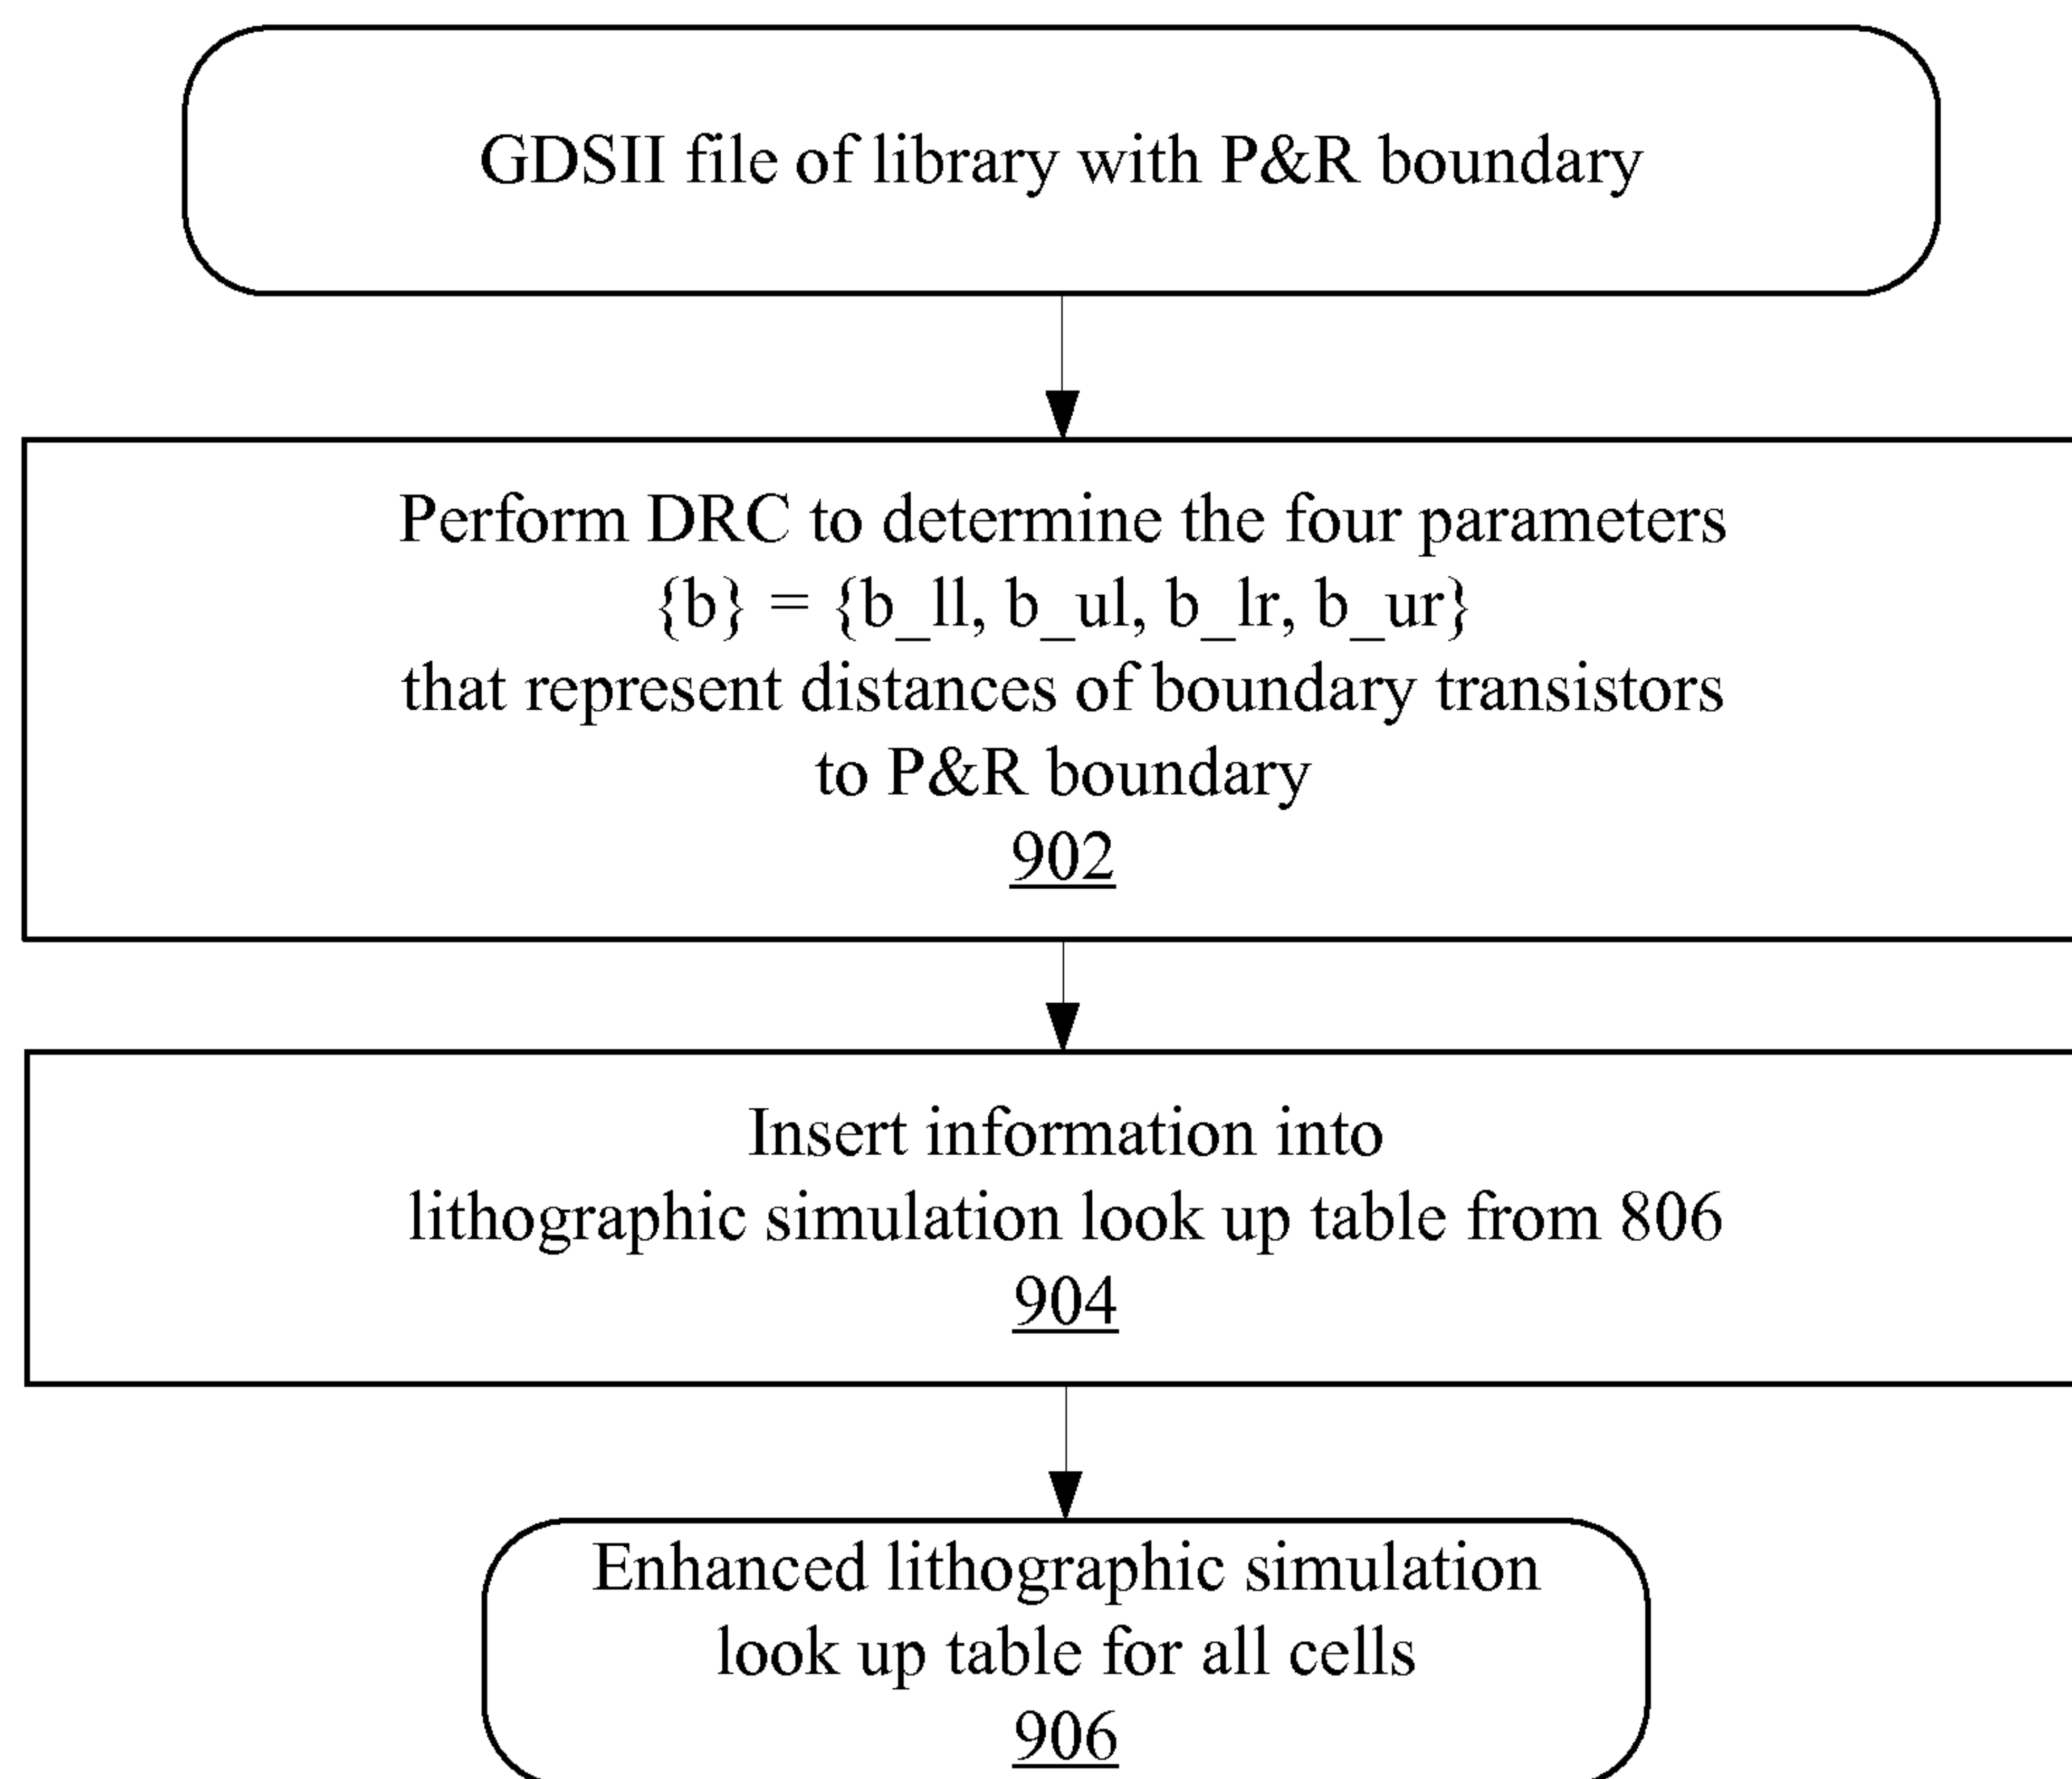 GDSII file of library with P&R boundary
Perform DRC to determine the four parameters
{b} = {b_ll, b_ul, b_lr, b_ur}
that represent distances of boundary transistors
to P&R boundary
902
Insert information into
lithographic simulation look up table from 806
904
Enhanced lithographic simulation
look up table for all cells
906